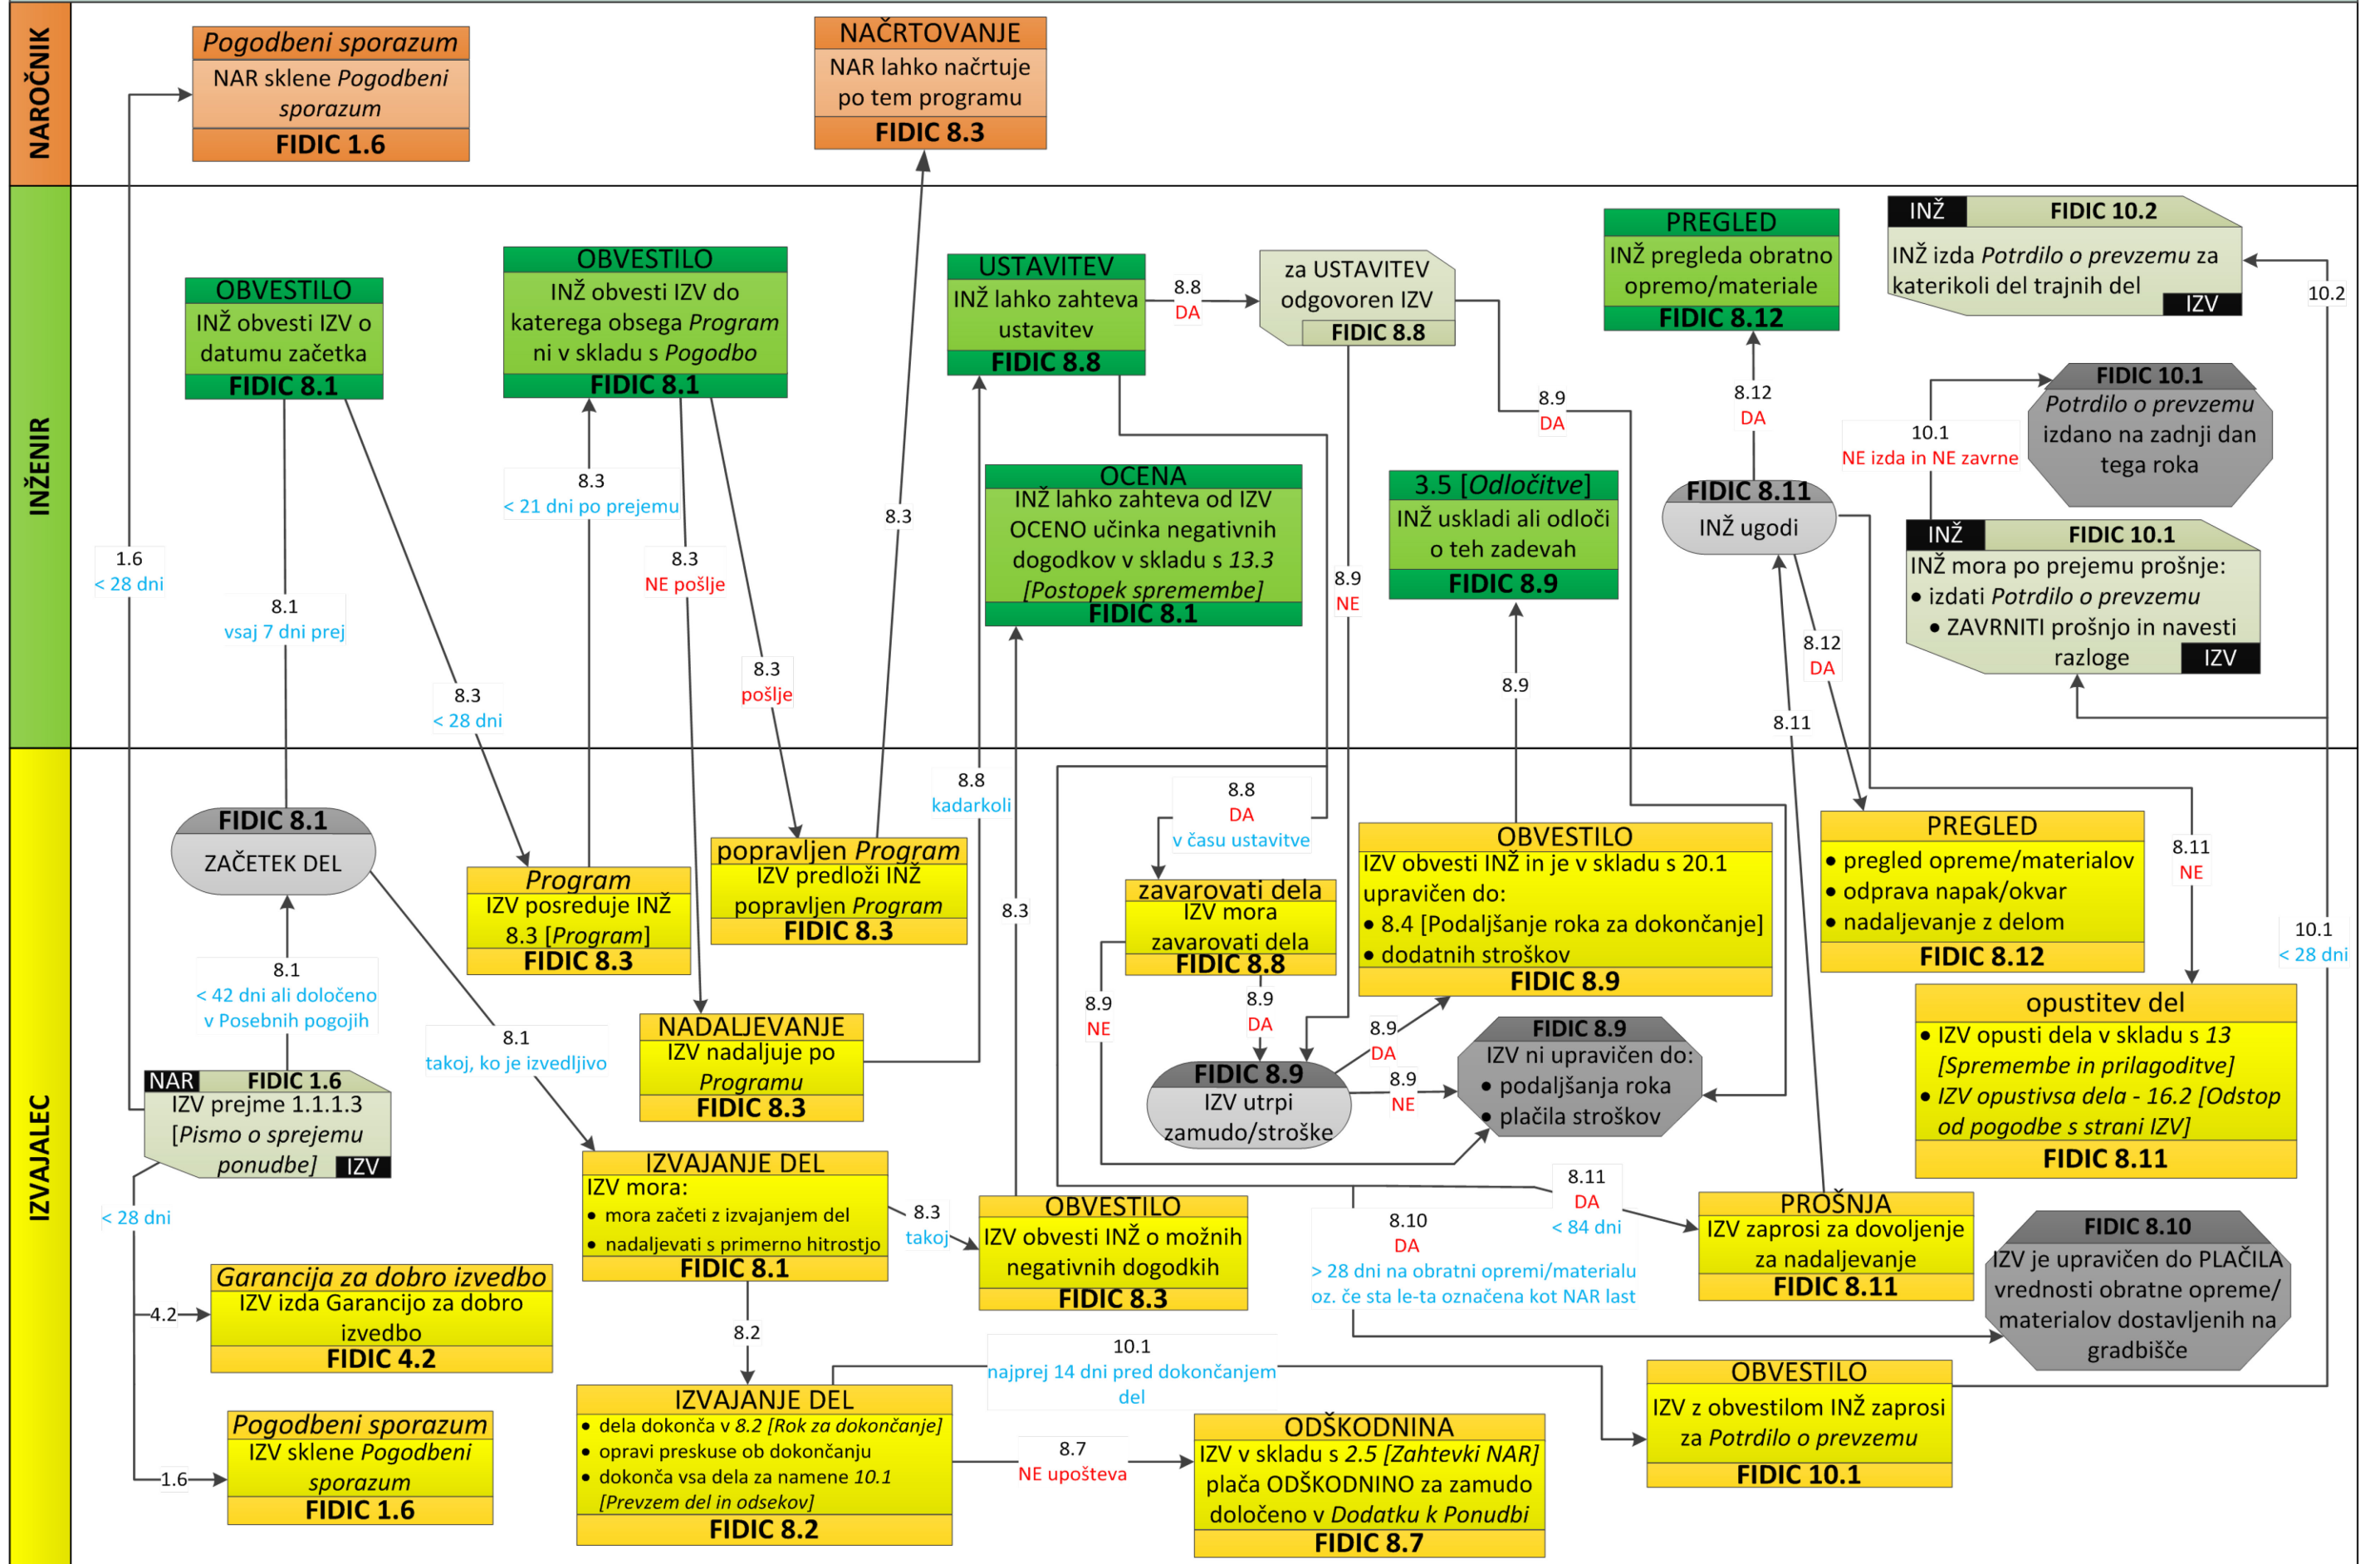 NAROČNIK
Pogodbeni sporazum
NAR sklene Pogodbeni
sporazum
FIDIC 1.6
NAČRTOVANJE
NAR lahko načrtuje
po tem programu
FIDIC 8.3
INŽENIR
OBVESTILO
INŽ obvesti IZV o
datumu začetka
FIDIC 8.1
OBVESTILO
INŽ obvesti IZV do
katerega obsega Program
ni v skladu s Pogodbo
FIDIC 8.1
USTAVITEV
INŽ lahko zahteva
ustavitev
FIDIC 8.8
8.8
DA
za USTAVITEV
odgovoren IZV
FIDIC 8.8
PREGLED
INŽ pregleda obratno
opremo/materiale
FIDIC 8.12
INŽ
FIDIC 10.2
INŽ izda Potrdilo o prevzemu za
katerikoli del trajnih del
IZV
10.2
8.9
DA
8.12
DA
FIDIC 10.1
Potrdilo o prevzemu
izdano na zadnji dan
tega roka
10.1
NE izda in NE zavrne
8.3
< 21 dni po prejemu
OCENA
INŽ lahko zahteva od IZV
OCENO učinka negativnih
dogodkov v skladu s 13.3
[Postopek spremembe]
FIDIC 8.1
3.5 [Odločitve]
INŽ uskladi ali odloči
o teh zadevah
FIDIC 8.9
FIDIC 8.11
INŽ ugodi
INŽ
FIDIC 10.1
INŽ mora po prejemu prošnje:
• izdati Potrdilo o prevzemu
• ZAVRNITI prošnjo in navesti
razloge
IZV
1.6
< 28 dni
8.1
vsaj 7 dni prej
8.3
< 28 dni
8.3
NE pošlje
8.3
pošlje
8.3
8.9
NE
8.9
8.12
DA
8.11
IZVAJALEC
FIDIC 8.1
ZAČETEK DEL
8.8
kadarkoli
8.8
DA
v času ustavitve
Program
IZV posreduje INŽ
8.3 [Program]
FIDIC 8.3
popravljen Program
IZV predloži INŽ
popravljen Program
FIDIC 8.3
8.3
zavarovati dela
IZV mora
zavarovati dela
FIDIC 8.8
OBVESTILO
IZV obvesti INŽ in je v skladu s 20.1
upravičen do:
• 8.4 [Podaljšanje roka za dokončanje]
• dodatnih stroškov
FIDIC 8.9
PREGLED
• pregled opreme/materialov
• odprava napak/okvar
• nadaljevanje z delom
FIDIC 8.12
8.11
NE
10.1
< 28 dni
8.1
< 42 dni ali določeno
v Posebnih pogojih
8.1
takoj, ko je izvedljivo
NADALJEVANJE
IZV nadaljuje po
Programu
FIDIC 8.3
8.9
NE
8.9
DA
8.9
DA
8.9
NE
FIDIC 8.9
IZV utrpi
zamudo/stroške
FIDIC 8.9
IZV ni upravičen do:
• podaljšanja roka
• plačila stroškov
opustitev del
• IZV opusti dela v skladu s 13
[Spremembe in prilagoditve]
• IZV opustivsa dela - 16.2 [Odstop
od pogodbe s strani IZV]
FIDIC 8.11
NAR
FIDIC 1.6
IZV prejme 1.1.1.3
[Pismo o sprejemu
ponudbe]
IZV
< 28 dni
IZVAJANJE DEL
IZV mora:
• mora začeti z izvajanjem del
• nadaljevati s primerno hitrostjo
FIDIC 8.1
8.3
takoj
OBVESTILO
IZV obvesti INŽ o možnih
negativnih dogodkih
FIDIC 8.3
8.10
DA
> 28 dni na obratni opremi/materialu
oz. če sta le-ta označena kot NAR last
8.11
DA
< 84 dni
PROŠNJA
IZV zaprosi za dovoljenje
za nadaljevanje
FIDIC 8.11
FIDIC 8.10
IZV je upravičen do PLAČILA
vrednosti obratne opreme/
materialov dostavljenih na
gradbišče
4.2
Garancija za dobro izvedbo
IZV izda Garancijo za dobro
izvedbo
FIDIC 4.2
8.2
10.1
najprej 14 dni pred dokončanjem
del
1.6
Pogodbeni sporazum
IZV sklene Pogodbeni
sporazum
FIDIC 1.6
IZVAJANJE DEL
• dela dokonča v 8.2 [Rok za dokončanje]
• opravi preskuse ob dokončanju
• dokonča vsa dela za namene 10.1
[Prevzem del in odsekov]
FIDIC 8.2
8.7
NE upošteva
ODŠKODNINA
IZV v skladu s 2.5 [Zahtevki NAR]
plača ODŠKODNINO za zamudo
določeno v Dodatku k Ponudbi
FIDIC 8.7
OBVESTILO
IZV z obvestilom INŽ zaprosi
za Potrdilo o prevzemu
FIDIC 10.1